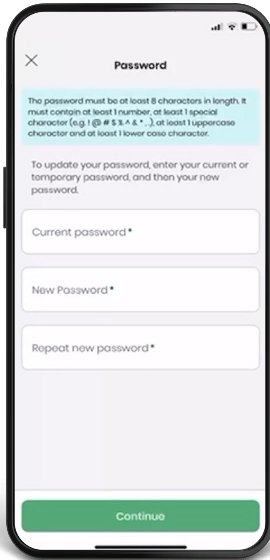 Password
The password must be at least 8 characters in length. It
must contain at least 1 number, at least 1 special
character (e.g. ! @ # $ % ^ & * , .), at least 1 uppercase
character and at least 1 lower case character.
To update your password, enter your current or
temporary password, and then your new
password.
Current password *
New Password *
Repeat new password *
Continue